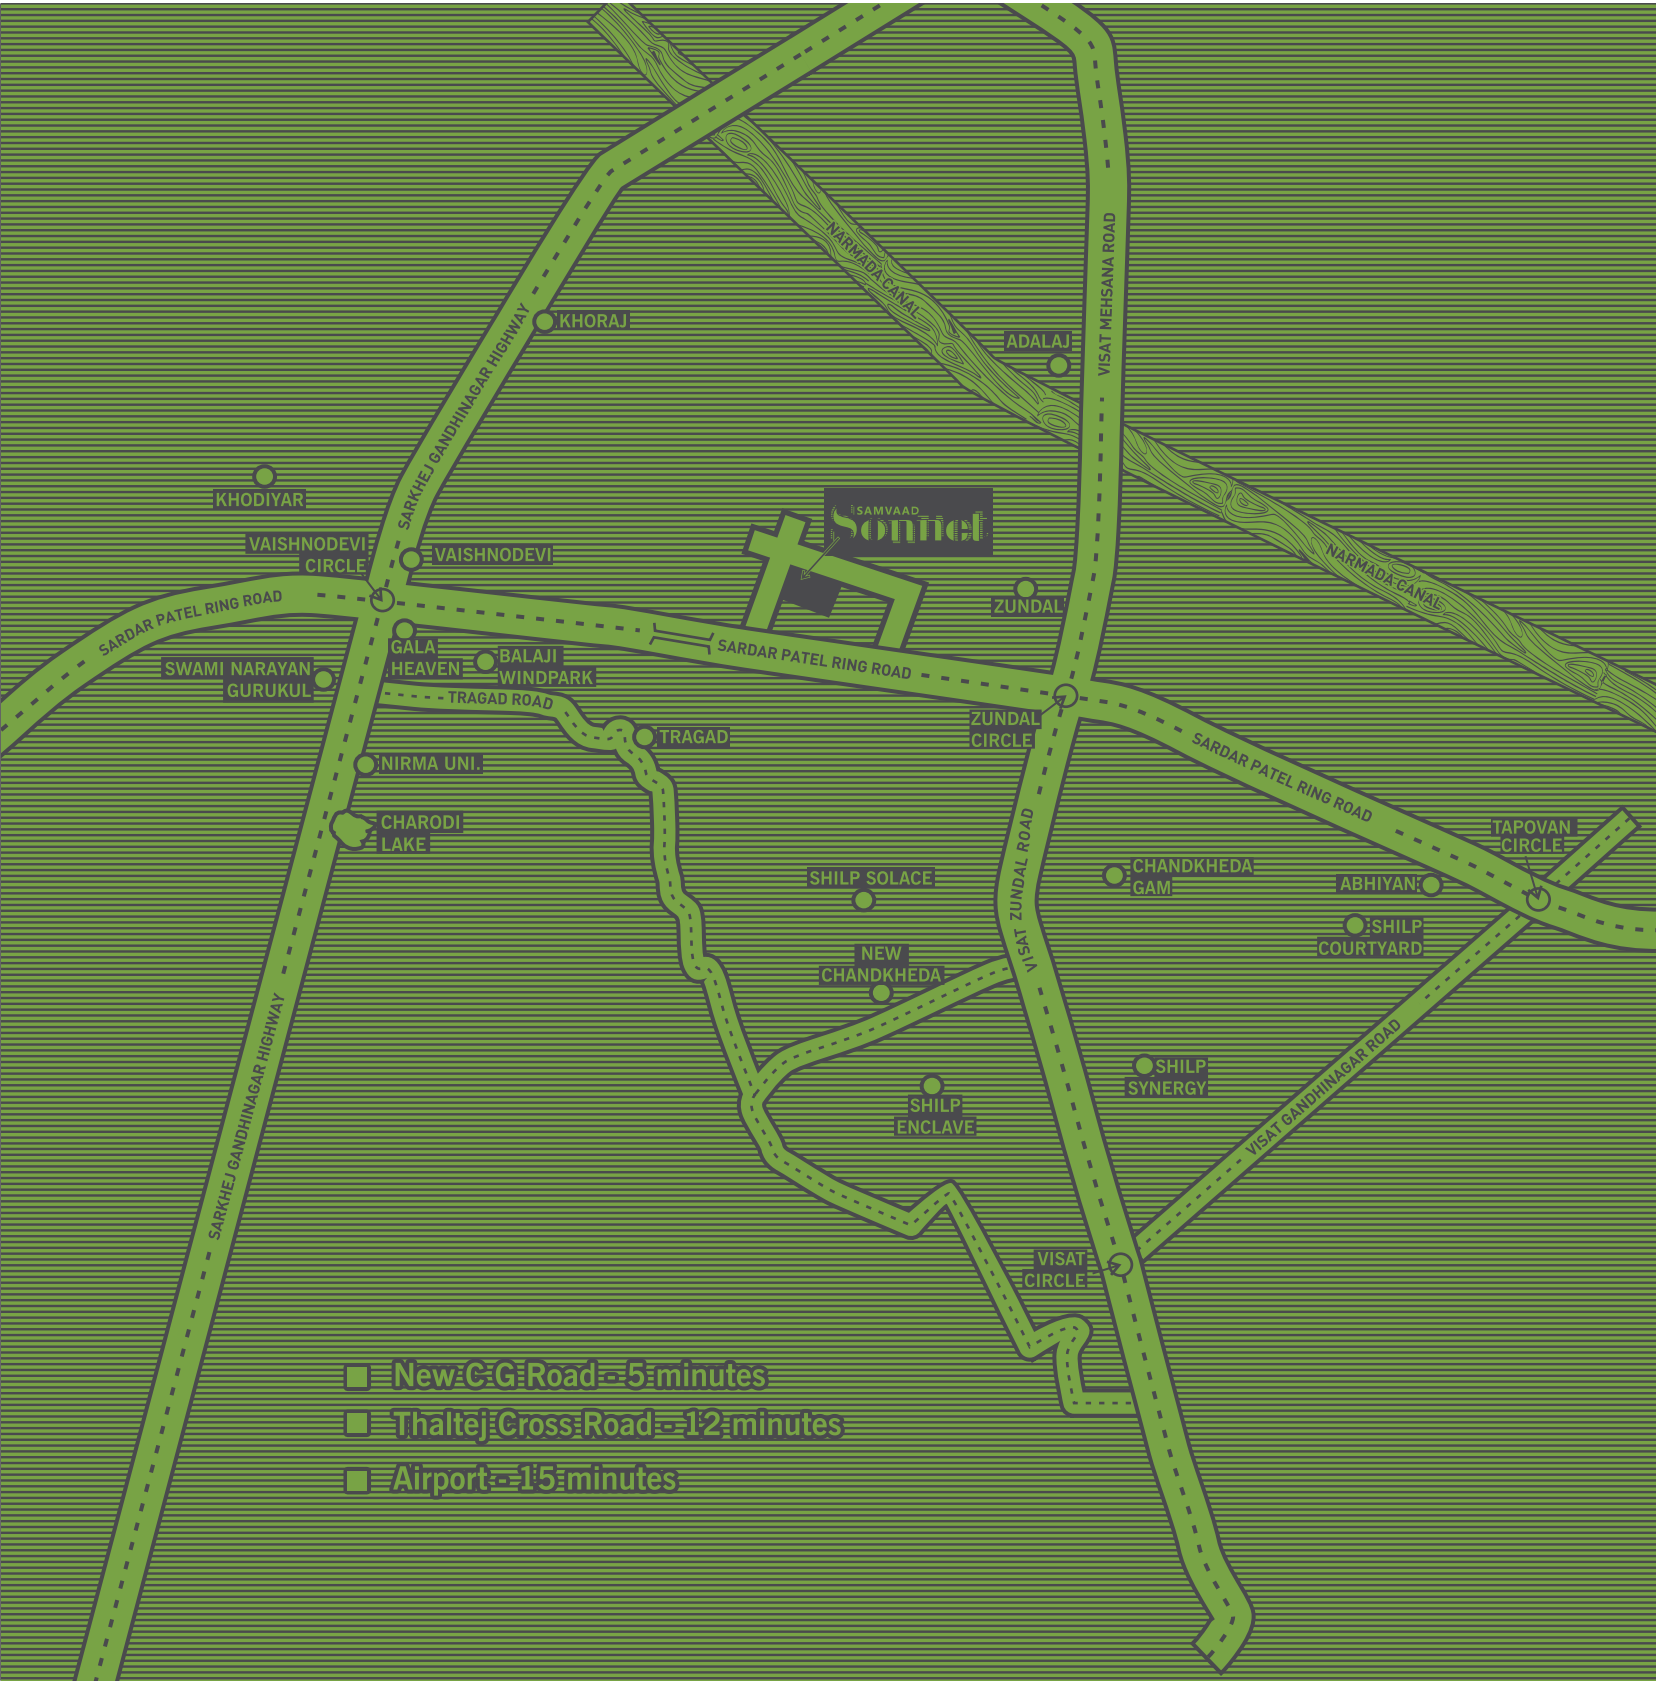 NARMADA CANAL
VISAT MEHSANA ROAD
KHORAJ
ADALAJ
SARKHEJ GANDHINAGAR HIGHWAY
KHODIYAR
SAMVAAD
Sonnet
VAISHNODEVI
CIRCLE
VAISHNODEVI
NARMADA CANAL
SARDAR PATEL RING ROAD
ZUNDAL
GALA
HEAVEN
BALAJI
WINDPARK
SARDAR PATEL RING ROAD
SWAMI NARAYAN
GURUKUL
TRAGAD ROAD
ZUNDAL
CIRCLE
TRAGAD
SARDAR PATEL RING ROAD
NIRMA UNI.
CHARODI
LAKE
TAPOVAN
CIRCLE
VISAT ZUNDAL ROAD
SHILP SOLACE
CHANDKHEDA
GAM
ABHIYAN
SHILP
COURTYARD
NEW
CHANDKHEDA
SARKHEJ GANDHINAGAR HIGHWAY
SHILP
SYNERGY
VISAT GANDHINAGAR ROAD
SHILP
ENCLAVE
VISAT
CIRCLE
New C G Road - 5 minutes
Thaltej Cross Road - 12 minutes
Airport - 15 minutes